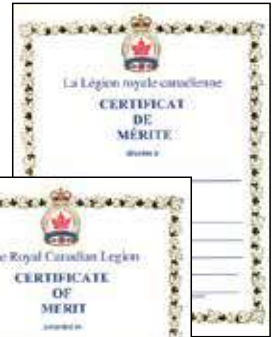 La Légion royale canadienne
CERTIFICAT
DE
MÉRITE
e Royal Canadian Legion
CERTIFICATE
OF
MERIT